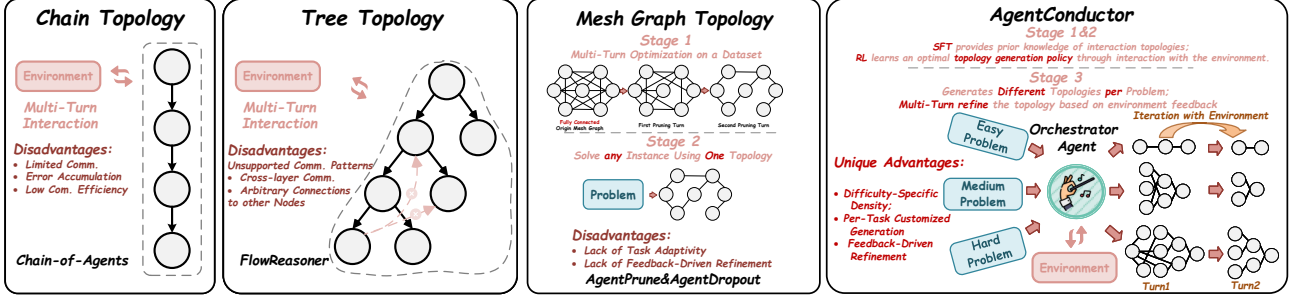 Chain Topology
Environment
Multi-Turn
Interaction
Disadvantages:
• Limited Comm.
• Error Accumulation
• Low Com. Efficiency
Chain-of-Agents
Tree Topology
Environment
Multi-Turn
Interaction
Disadvantages:
Unsupported Comm. Patterns
• Cross-layer Comm.
• Arbitrary Connections
to other Nodes
FlowReasoner
Mesh Graph Topology
Stage 1
Multi-Turn Optimization on a Dataset
Fully Connected
Origin Mesh Graph
First Pruning Turn
Second Pruning Turn
Stage 2
Solve any Instance Using One Topology
Problem
Disadvantages:
• Lack of Task Adaptivity
• Lack of Feedback-Driven Refinement
AgentPrune&AgentDropout
AgentConductor
Stage 1&2
SFT provides prior knowledge of interaction topologies;
RL learns an optimal topology generation policy through interaction with the environment.
Stage 3
Generates Different Topologies per Problem;
Multi-Turn refine the topology based on environment feedback
Easy
Problem
Orchestrator
Agent
Iteration with Environment
Unique Advantages:
• Difficulty-Specific
Density;
• Per-Task Customized
Generation
• Feedback-Driven
Refinement
Medium
Problem
Hard
Problem
Environment
Turn1
Turn2